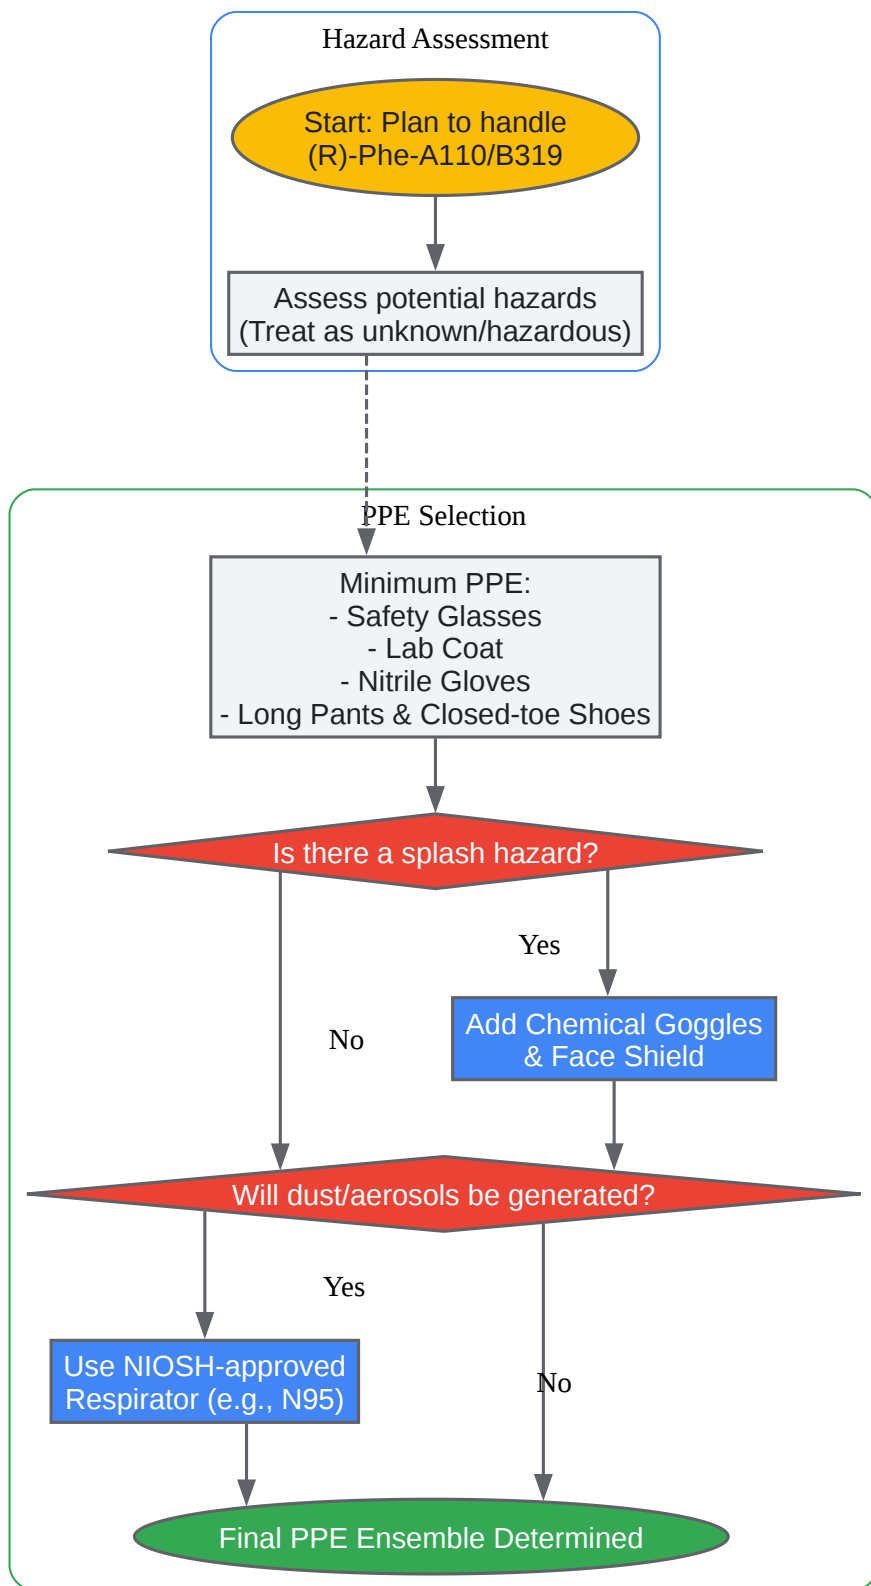 Hazard Assessment
Start: Plan to handle
(R)-Phe-A110/B319
Assess potential hazards
(Treat as unknown/hazardous)
PPE Selection
Minimum PPE:
- Safety Glasses
- Lab Coat
- Nitrile Gloves
- Long Pants & Closed-toe Shoes
Is there a splash hazard?
Yes
Add Chemical Goggles
& Face Shield
No
Will dust/aerosols be generated?
Yes
Use NIOSH-approved
Respirator (e.g., N95)
No
Final PPE Ensemble Determined